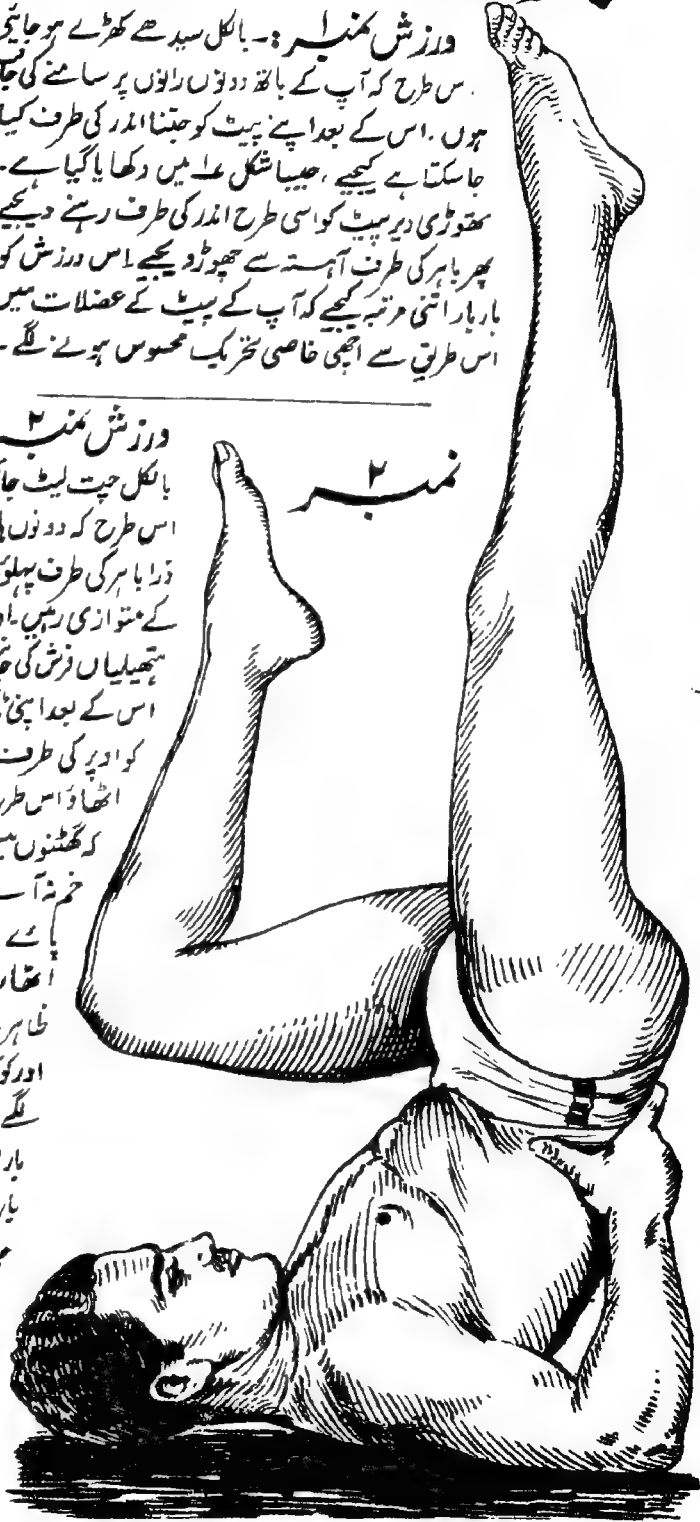 ورزش نمبر ۱:۔ بالکل سیدھے کھڑے ہو جائیے
اس طرح کہ آپ کے ہاتھ دونوں رانوں پر سامنے کی
ہوں ۔ اس کے بعد اپنے پیٹ کو جتنا اندر کی طرف کیا
جا سکتا ہے کیجیے ، جیسا شکل ۱ میں دکھایا گیا ہے۔
تھوڑی دیر پیٹ کو اسی طرح اندر کی طرف رہنے دیجیے
پھر باہر کی طرف آہستہ سے چھوڑ دیجیے ۔ اس ورزش کو
بار بار اتنی مرتبہ کیجیے کہ آپ کے پیٹ کے عضلات میں
اس طریق سے اچھی خاصی تحریک محسوس ہونے لگے ۔
نمبر ۲
ورزش نمبر ۲
بالکل چت لیٹ
اس طرح کہ دونوں
ذرا باہر کی طرف
کے متوازی رہیں ۔
ہتھیلیاں فرش کی
اس کے بعد اپنی
کو اوپر کی طرف
اٹھاؤ اس
کہ گھٹنوں
خم نہ آ
ظاہر
لگے
بار